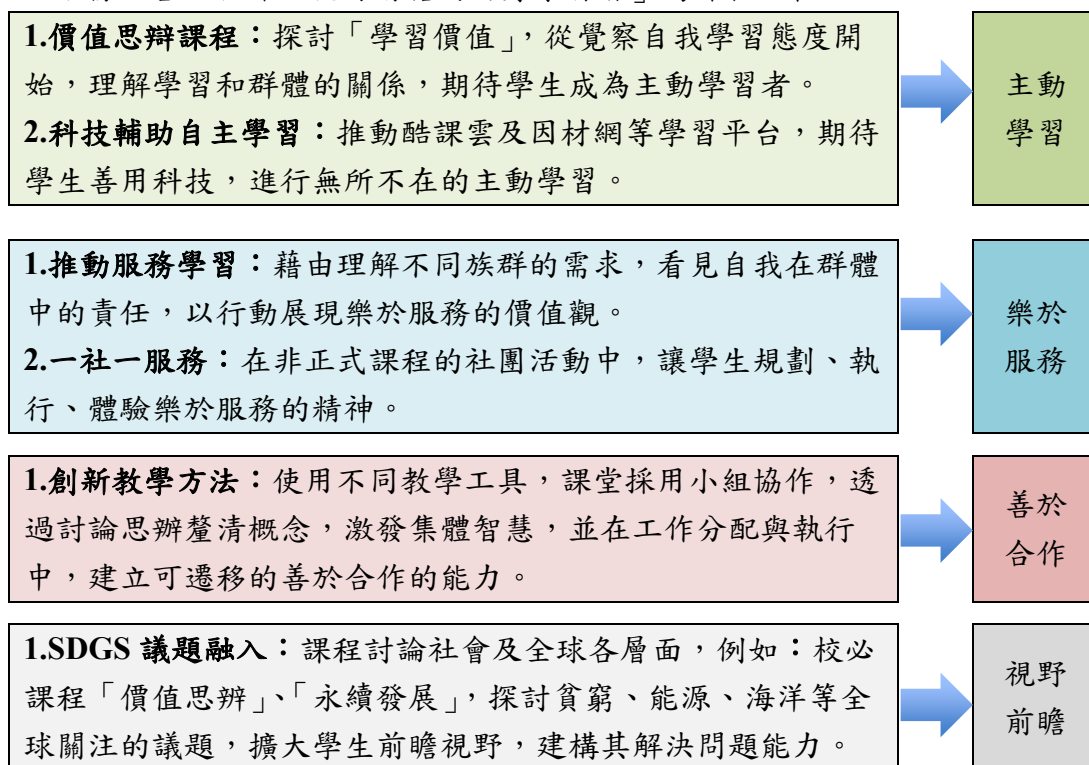 1.價值思辯課程：探討「學習價值」，從覺察自我學習態度開
始，理解學習和群體的關係，期待學生成為主動學習者。
2.科技輔助自主學習：推動酷課雲及因材網等學習平台，期待
學生善用科技，進行無所不在的主動學習。
主動
學習
1.推動服務學習：藉由理解不同族群的需求，看見自我在群體
中的責任，以行動展現樂於服務的價值觀。
2.一社一服務：在非正式課程的社團活動中，讓學生規劃、執
行、體驗樂於服務的精神。
樂於
服務
1.創新教學方法：使用不同教學工具，課堂採用小組協作，透
過討論思辨釐清概念，激發集體智慧，並在工作分配與執行
中，建立可遷移的善於合作的能力。
善於
合作
1.SDGS 議題融入：課程討論社會及全球各層面，例如：校必
課程「價值思辨」、「永續發展」，探討貧窮、能源、海洋等全
球關注的議題，擴大學生前瞻視野，建構其解決問題能力。
視野
前瞻